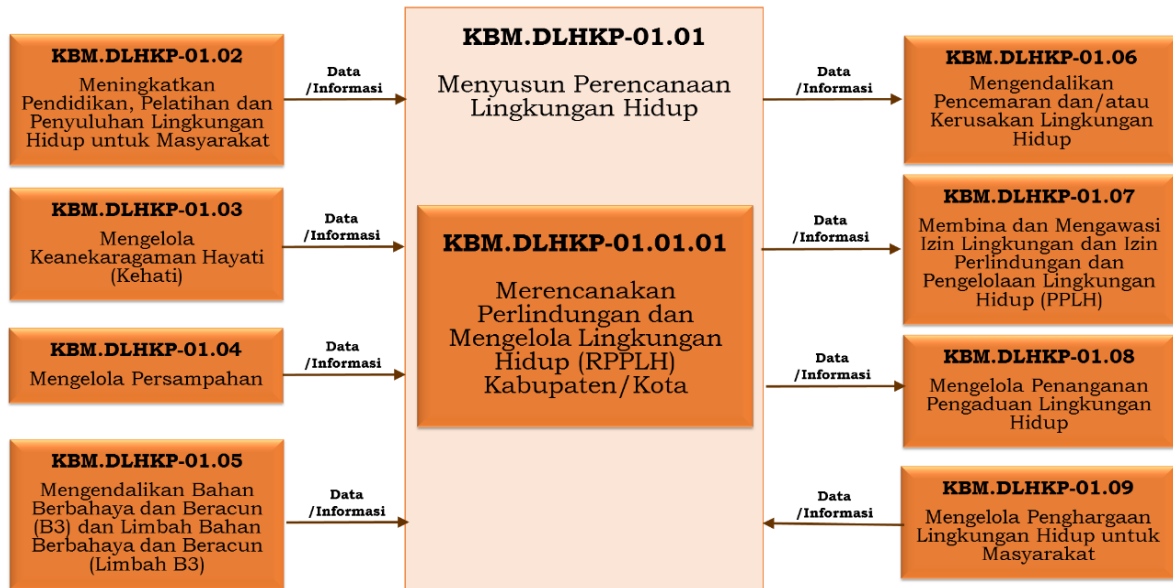 KBM.DLHKP-01.02
Meningkatkan
Pendidikan, Pelatihan dan
Penyuluhan Lingkungan
Hidup untuk Masyarakat
Data
/Informasi
KBM.DLHKP-01.03
Mengelola
Keanekaragaman Hayati
(Kehati)
Data
/Informasi
KBM.DLHKP-01.04
Mengelola Persampahan
Data
/Informasi
KBM.DLHKP-01.05
Mengendalikan Bahan
Berbahaya dan Beracun
(B3) dan Limbah Bahan
Berbahaya dan Beracun
(Limbah B3)
Data
/Informasi
KBM.DLHKP-01.01
Menyusun Perencanaan
Lingkungan Hidup
KBM.DLHKP-01.01.01
Merencanakan
Perlindungan dan
Mengelola Lingkungan
Hidup (RPPLH)
Kabupaten/Kota
Data
/Informasi
KBM.DLHKP-01.06
Mengendalikan
Pencemaran dan/atau
Kerusakan Lingkungan
Hidup
Data
/Informasi
KBM.DLHKP-01.07
Membina dan Mengawasi
Izin Lingkungan dan Izin
Perlindungan dan
Pengelolaan Lingkungan
Hidup (PPLH)
Data
/Informasi
KBM.DLHKP-01.08
Mengelola Penanganan
Pengaduan Lingkungan
Hidup
Data
/Informasi
KBM.DLHKP-01.09
Mengelola Penghargaan
Lingkungan Hidup untuk
Masyarakat